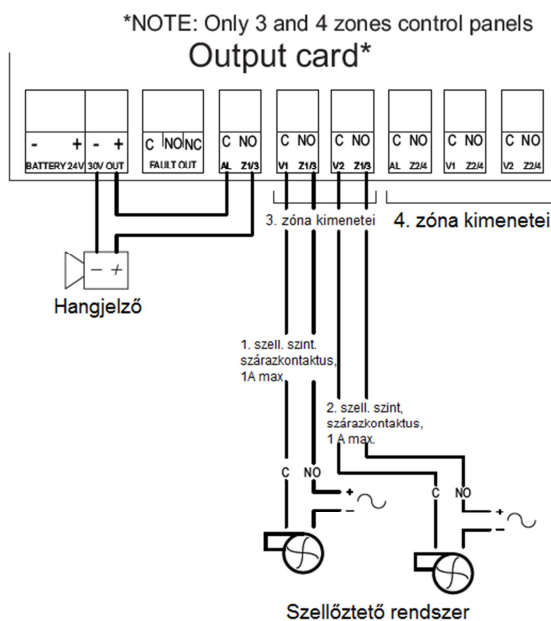 *NOTE: Only 3 and 4 zones control panels
Output card*
- + - + C NO NC C NO C NO C NO C NO C NO C NO
BATTERY 24V 30V OUT FAULT OUT AL Z1/3 V1 Z1/3 V2 Z1/3 AL Z2/4 V1 Z2/4 V2 Z2/4
3. zóna kimenetei 4. zóna kimenetei
- +
Hangjelző
1. szell. szint.
szárazkontaktus,
1A max
2. szell. szint,
szárazkontaktus,
1 A max.
C NO
+
-
C NO
+
-
Szellőztető rendszer